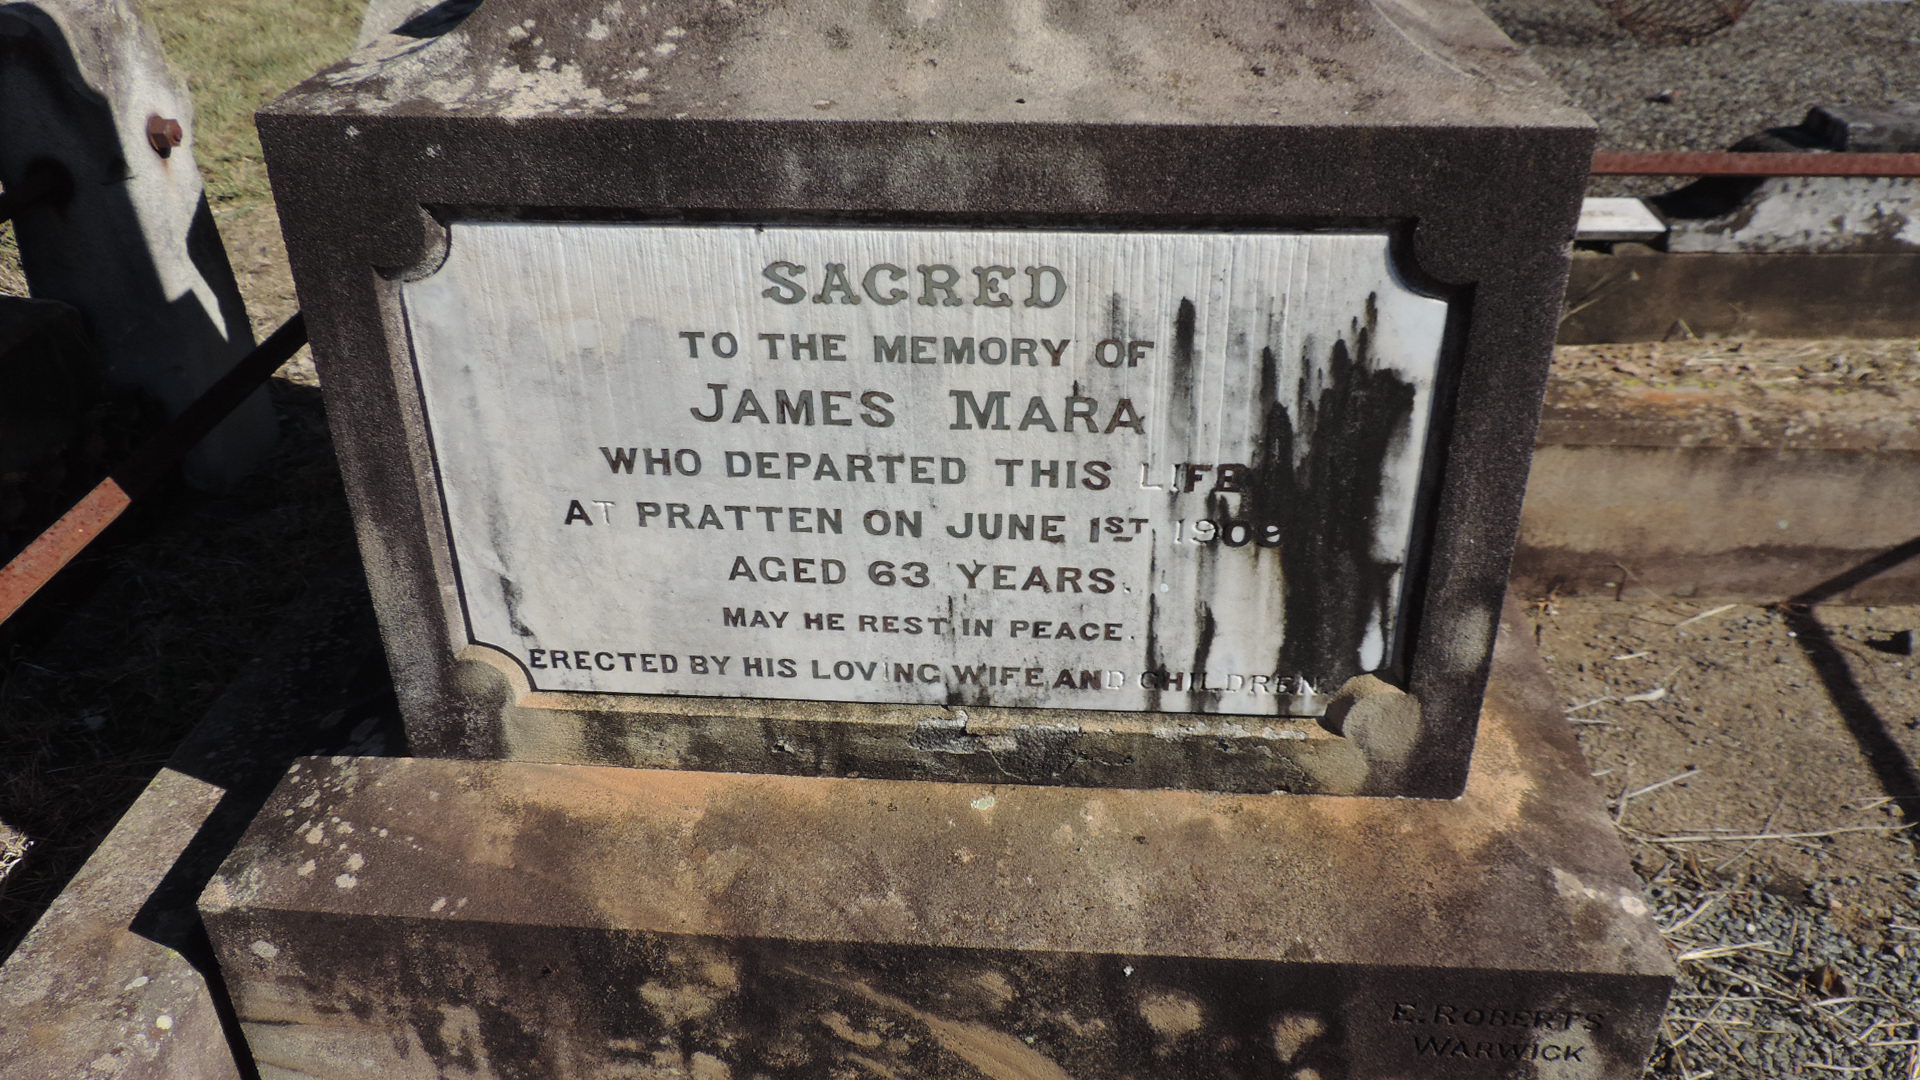 SACRED
TO THE MEMORY OF
JAMES MARA
WHO DEPARTED THIS LIFE
AT PRATTEN ON JUNE 1ST 1909
AGED 63 YEARS.
MAY HE REST IN PEACE.
ERECTED BY HIS LOVING WIFE AND CHILDREN.
E. ROBERTS
WARWICK